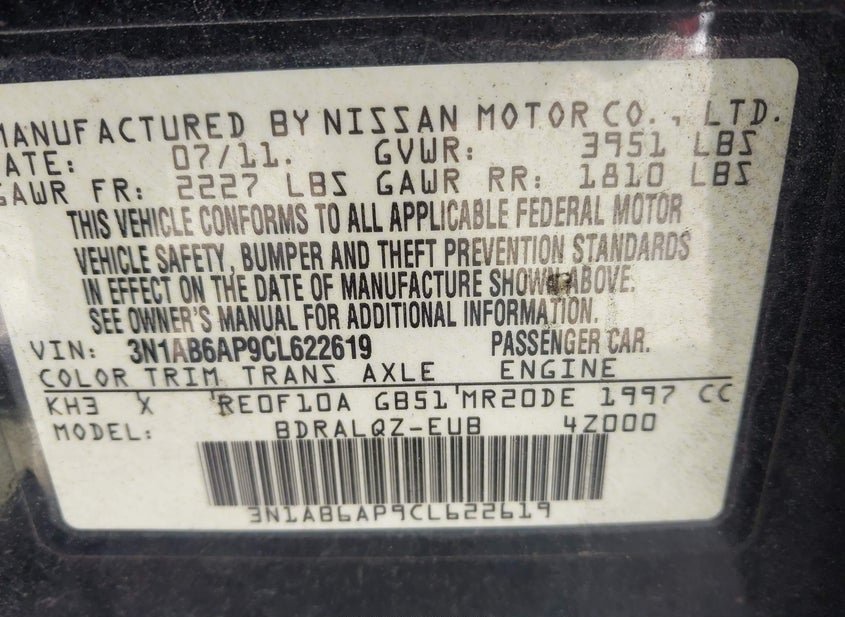 MANUFACTURED BY NISSAN MOTOR CO., LTD.
DATE: 07/11. GVWR: 3951 LBS
GAWR FR: 2227 LBS GAWR RR: 1810 LBS
THIS VEHICLE CONFORMS TO ALL APPLICABLE FEDERAL MOTOR
VEHICLE SAFETY, BUMPER AND THEFT PREVENTION STANDARDS
IN EFFECT ON THE DATE OF MANUFACTURE SHOWN ABOVE.
SEE OWNER'S MANUAL FOR ADDITIONAL INFORMATION.
VIN: 3N1AB6AP9CL622619 PASSENGER CAR.
COLOR TRIM TRANS AXLE ENGINE
KH3 X RE0F10A GB51 MR20DE 1997 CC
MODEL: BDRALQZ-EUB 4Z000
3N1AB6AP9CL622619